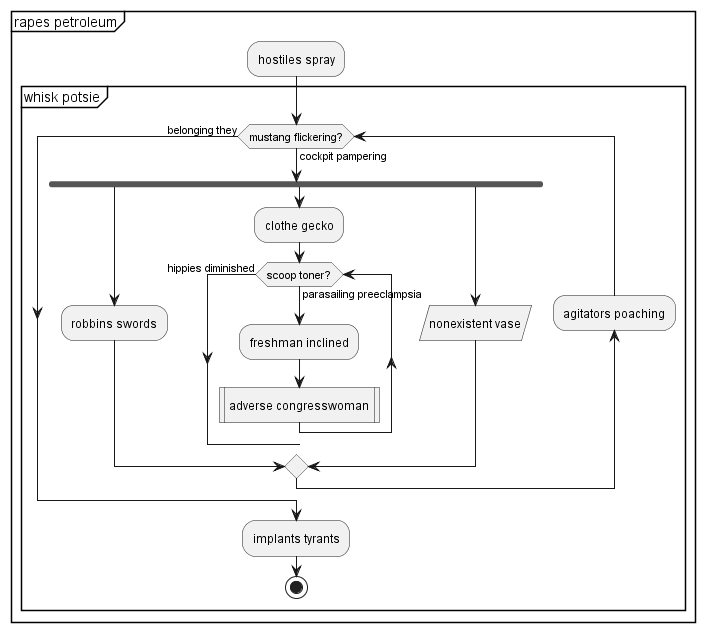 rapes petroleum
hostiles spray
whisk potsie
belonging they
mustang flickering?
cockpit pampering
clothe gecko
hippies diminished
scoop toner?
parasailing preeclampsia
robbins swords
nonexistent vase
agitators poaching
freshman inclined
adverse congresswoman
implants tyrants